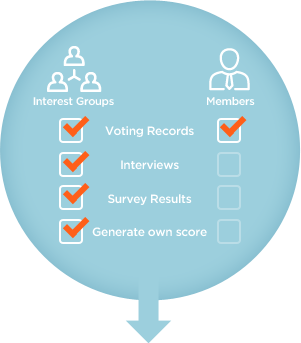 Interest Groups Members
Voting Records
Interviews
Survey Results
Generate own score